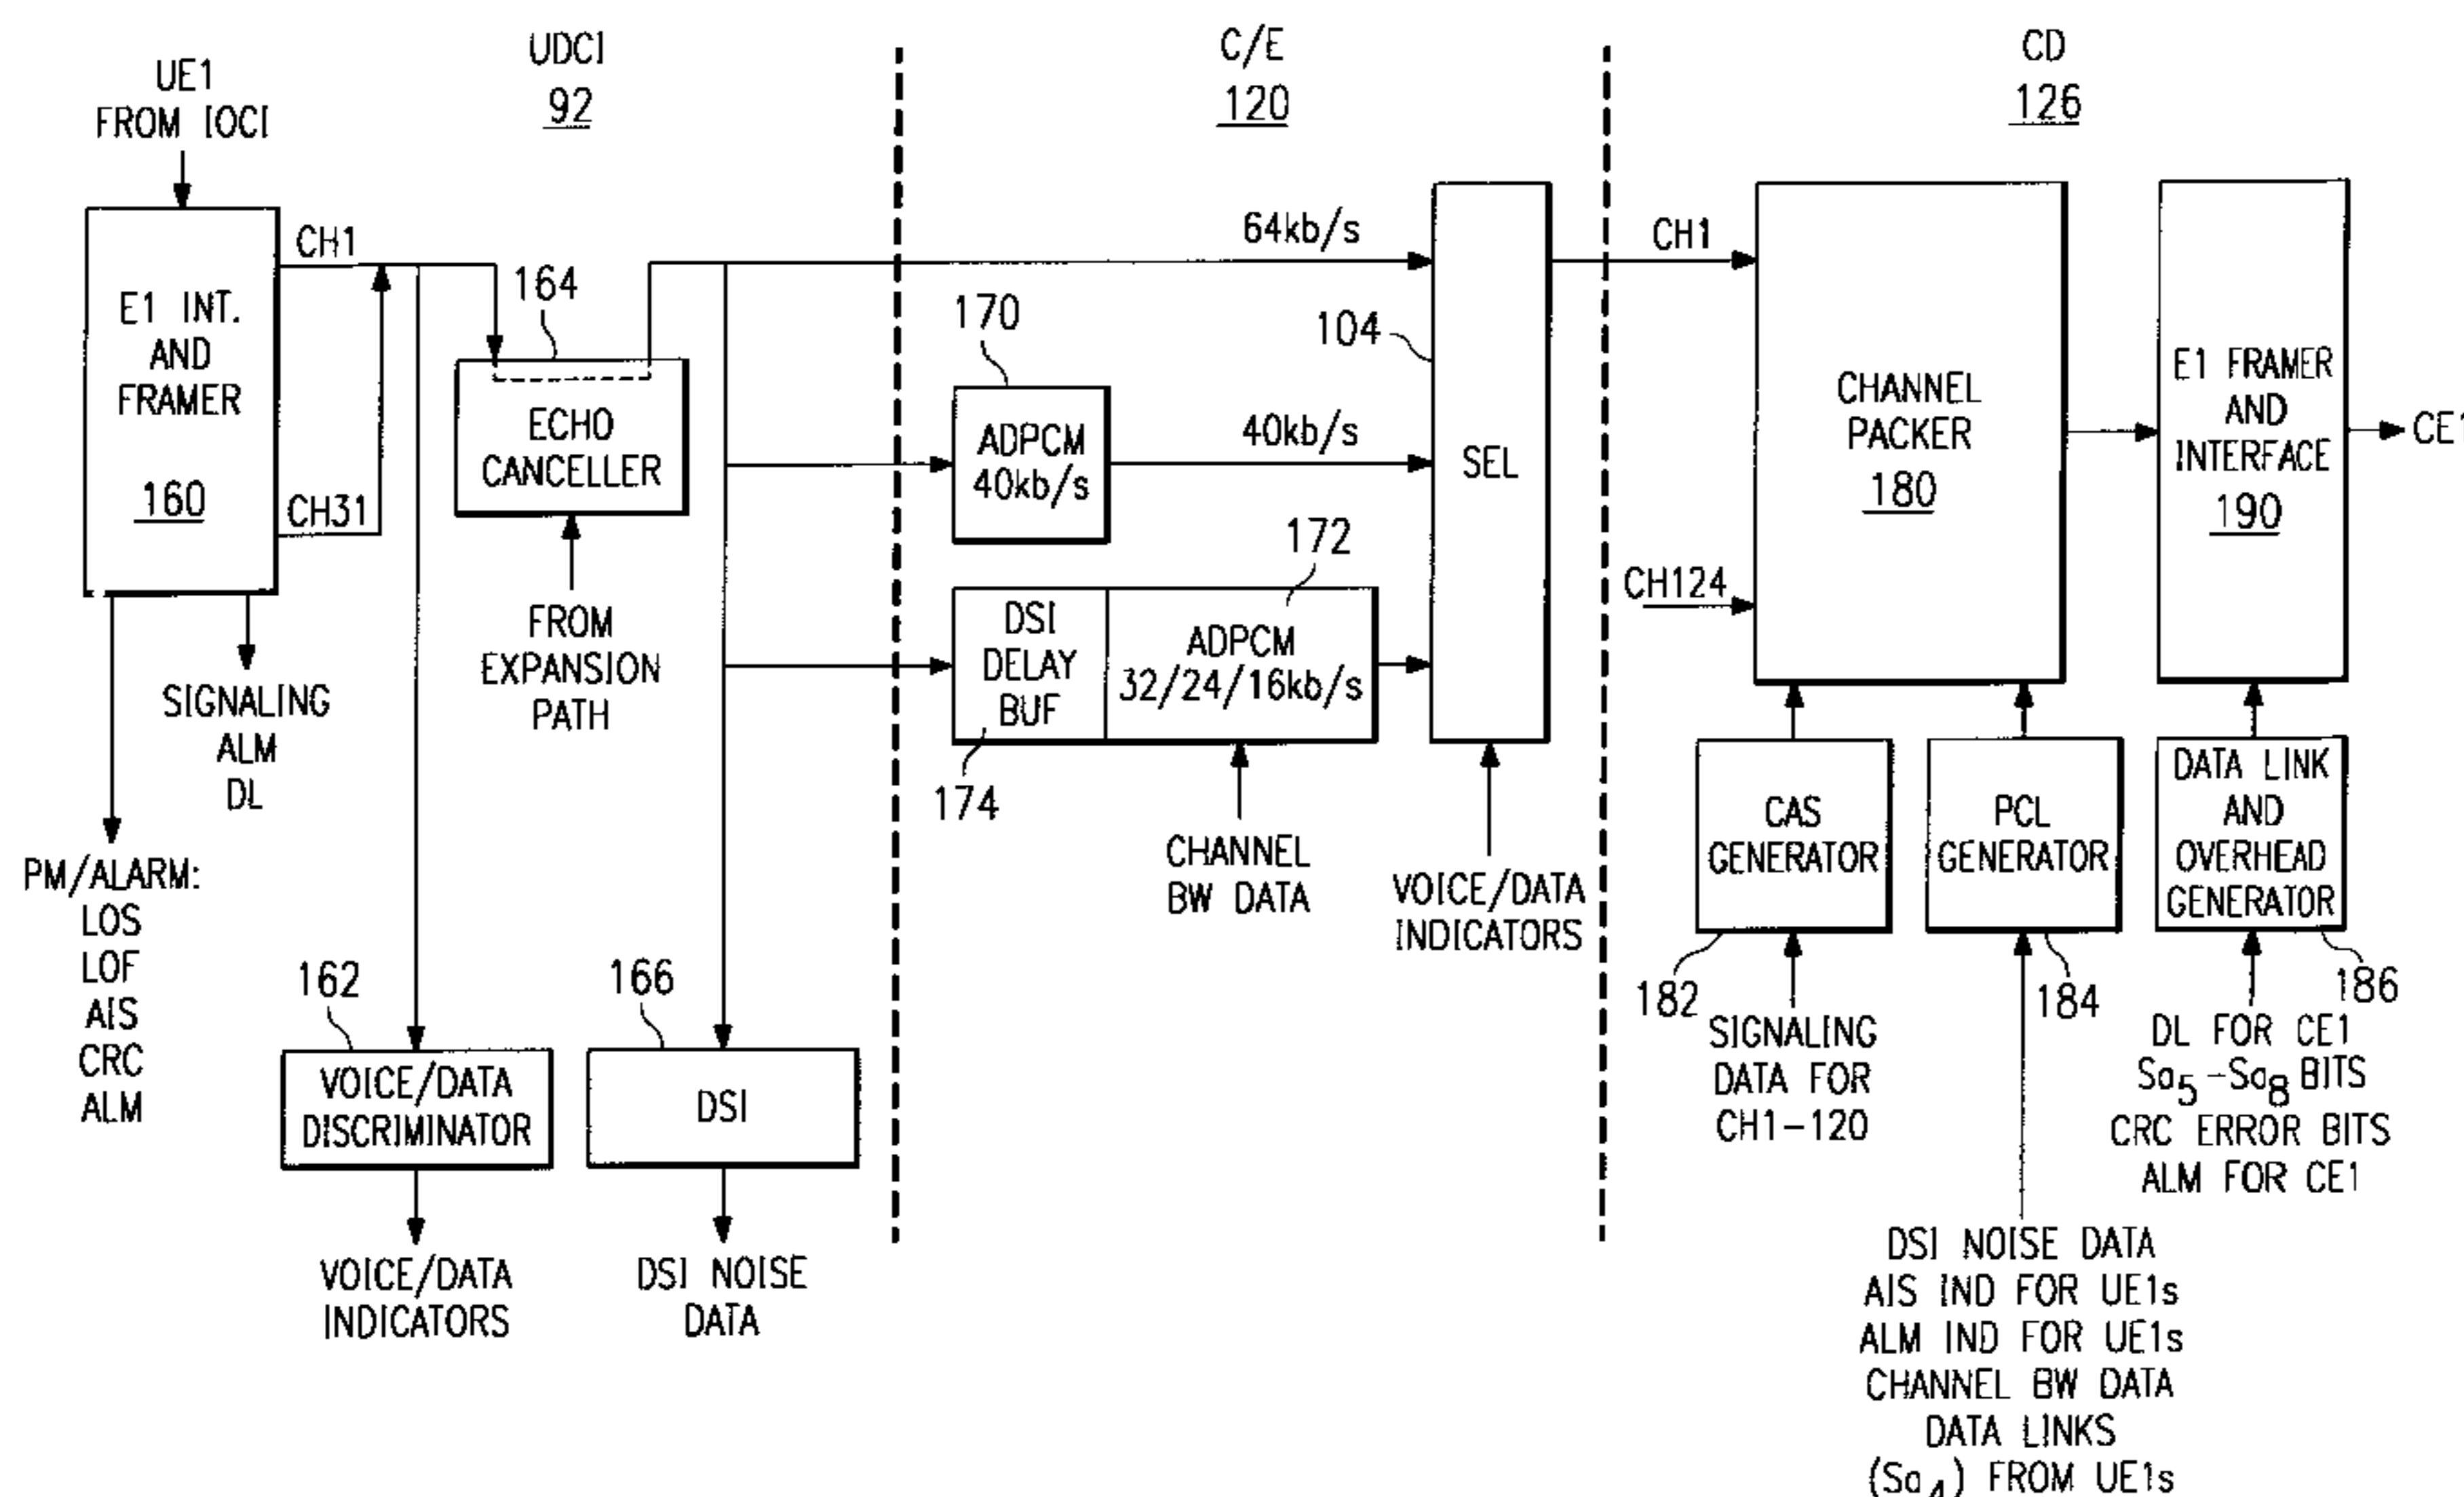 UE1
FROM IOCI
UDCI
92
C/E
120
CD
126
E1 INT.
AND
FRAMER
160
CH1
CH31
164
ECHO
CANCELLER
FROM
EXPANSION
PATH
SIGNALING
ALM
DL
PM/ALARM:
LOS
LOF
AIS
CRC
ALM
162
VOICE/DATA
DISCRIMINATOR
VOICE/DATA
INDICATORS
166
DSI
DSI NOISE
DATA
64kb/s
170
ADPCM
40kb/s
40kb/s
104
SEL
172
DSI
DELAY
BUF
ADPCM
32/24/16kb/s
174
CHANNEL
BW DATA
VOICE/DATA
INDICATORS
CH1
CH124
CHANNEL
PACKER
180
E1 FRAMER
AND
INTERFACE
190
CE1
CAS
GENERATOR
PCL
GENERATOR
DATA LINK
AND
OVERHEAD
GENERATOR
182
184
186
SIGNALING
DATA FOR
CH1-120
DL FOR CE1
Sa5-Sa8 BITS
CRC ERROR BITS
ALM FOR CE1
DSI NOISE DATA
AIS IND FOR UE1s
ALM IND FOR UE1s
CHANNEL BW DATA
DATA LINKS
(Sa4) FROM UE1s